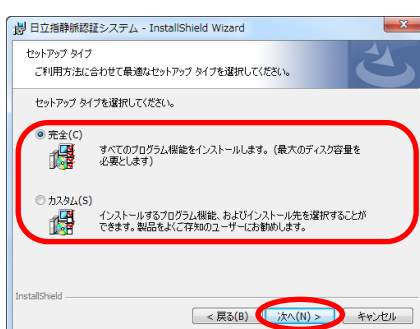 日立指静脈認証システム - InstallShield Wizard
セットアップ タイプ
ご利用方法に合わせて最適なセットアップ タイプを選択してください。
セットアップ タイプを選択してください。
完全(C)
すべてのプログラム機能をインストールします。(最大のディスク容量を
必要とします)
カスタム(S)
インストールするプログラム機能、およびインストール先を選択することが
できます。製品をよくご存知のユーザーにお勧めします。
InstallShield
< 戻る(B) 次へ(N) > キャンセル